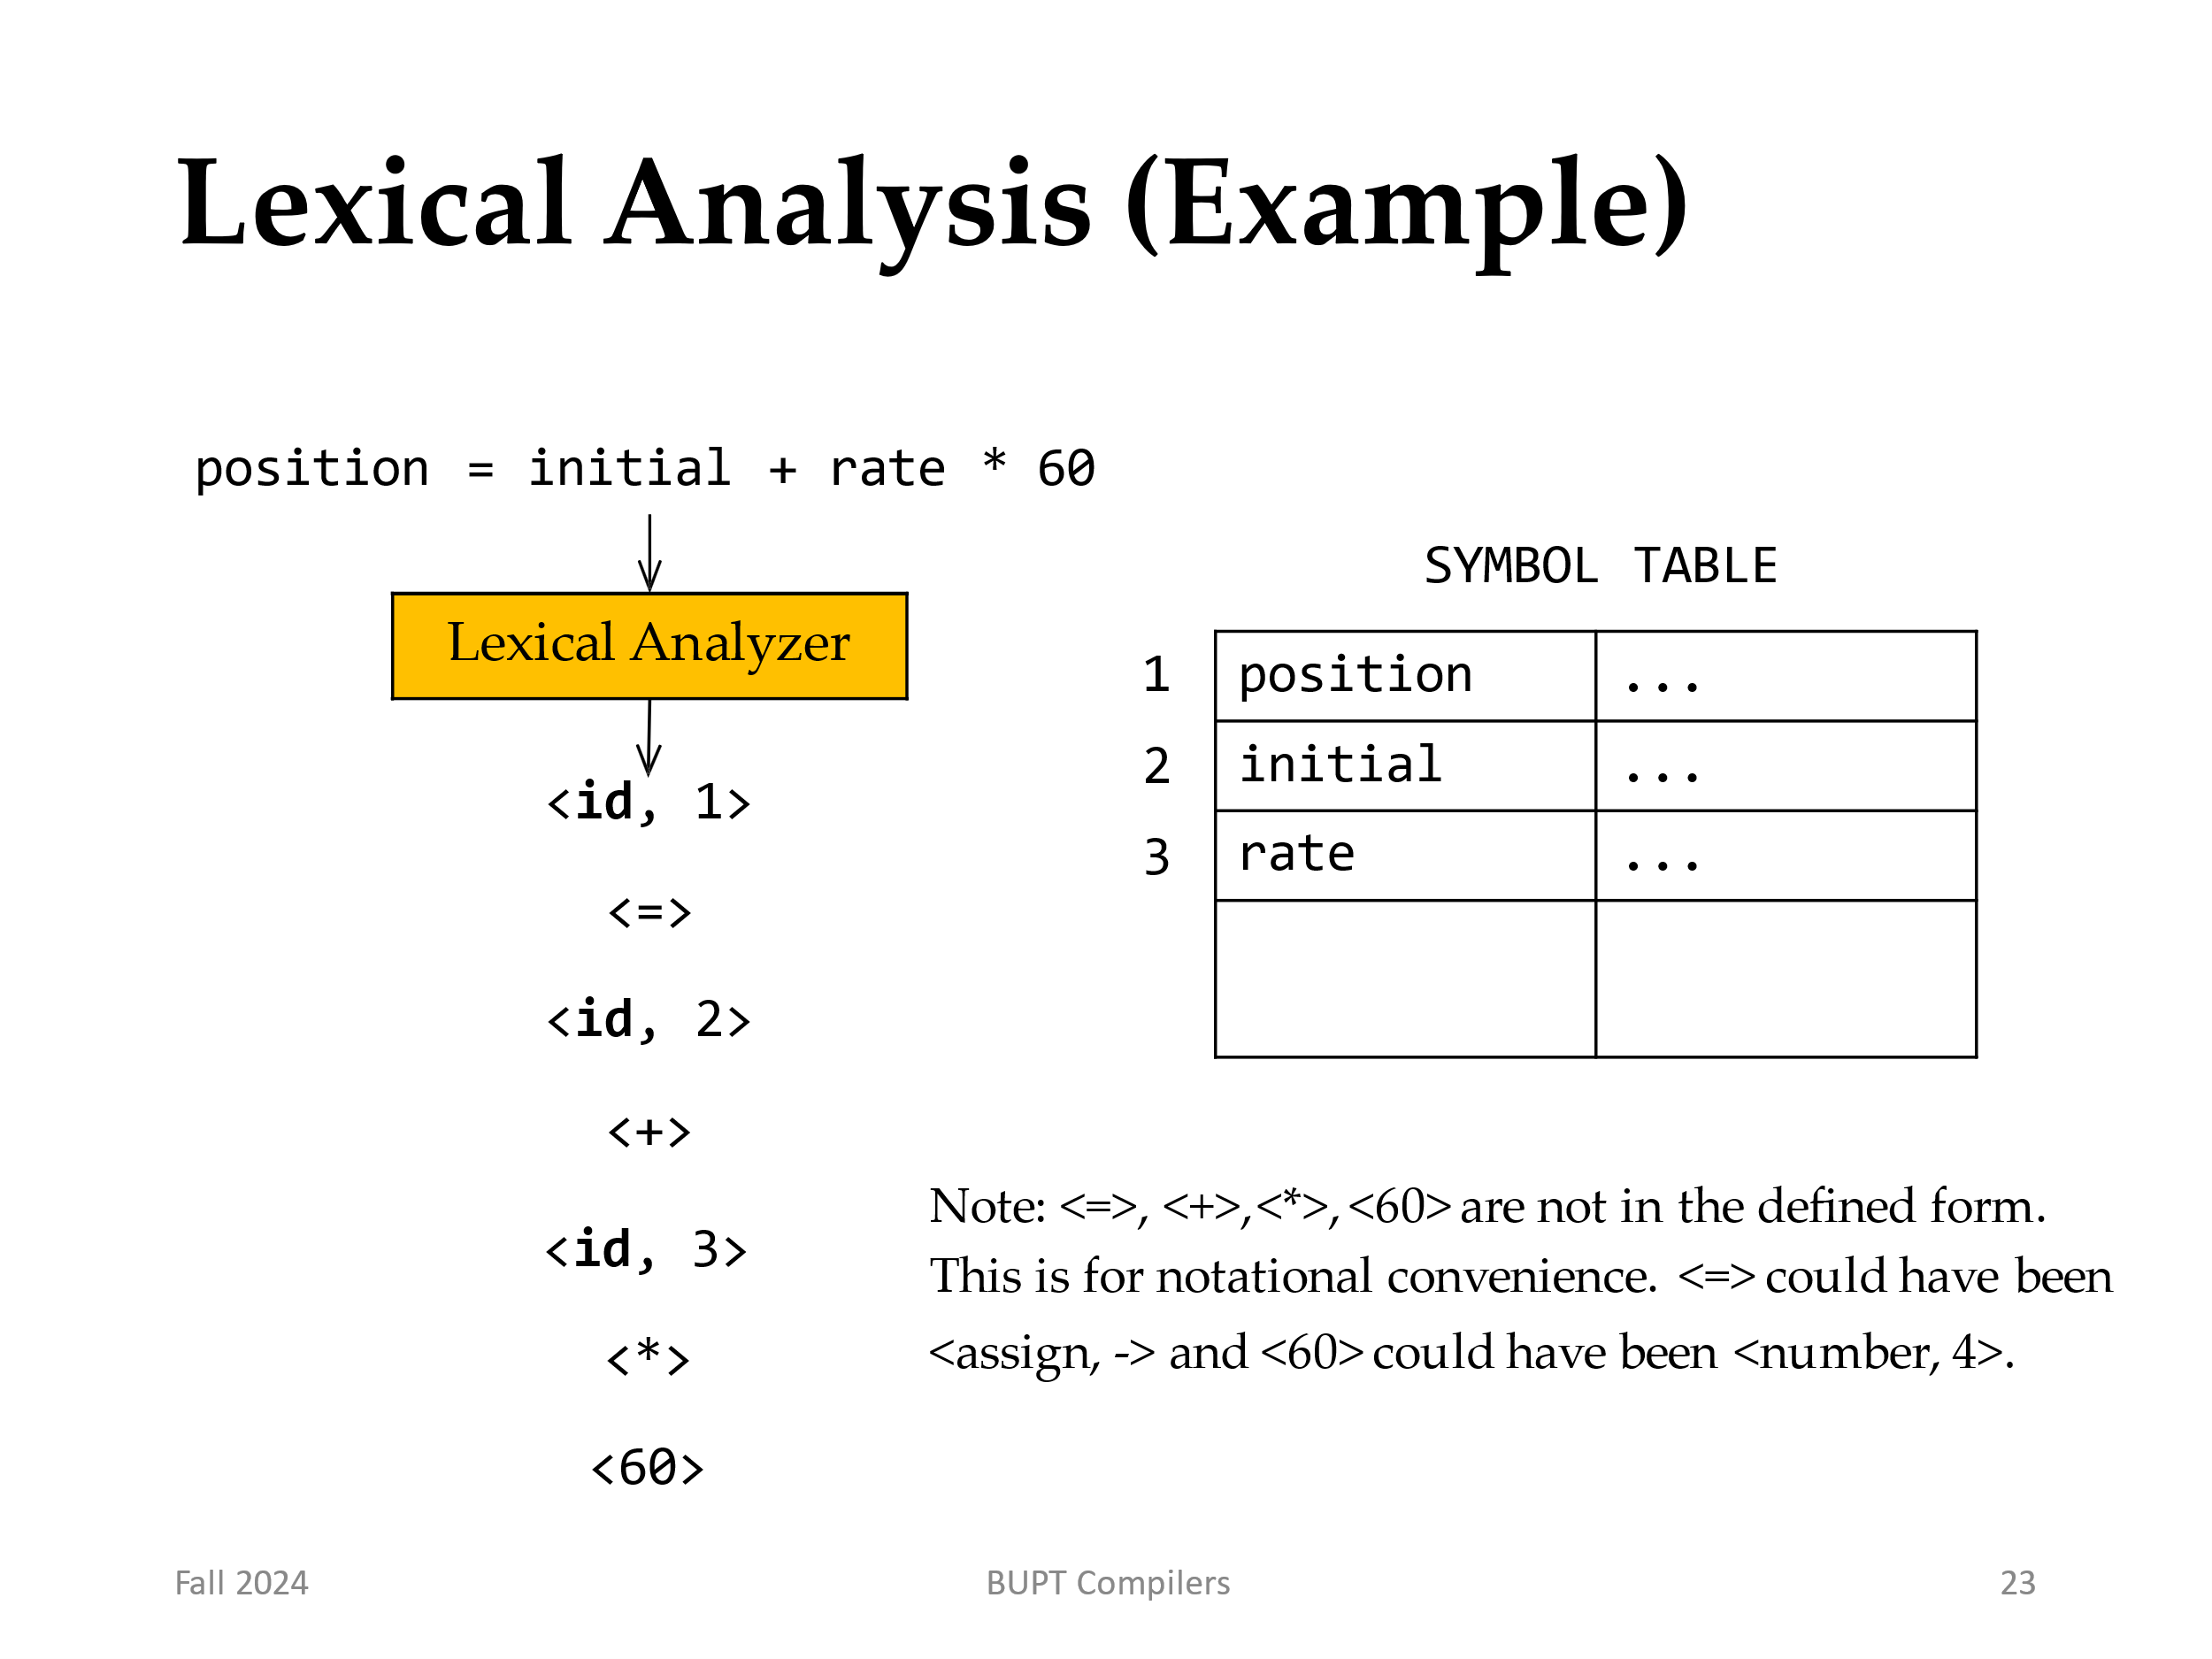 Lexical Analysis (Example)
position = initial + rate * 60
Lexical Analyzer
<id, 1>
<=>
<id, 2>
<+>
<id, 3>
<*>
<60>
SYMBOL TABLE
1 position ...
2 initial ...
3 rate ...
Note: <=>, <+>,<*>, <60> are not in the defined form.
This is for notational convenience. <=> could have been
<assign, -> and <60> could have been <number, 4>.
Fall 2024
BUPT Compilers
23